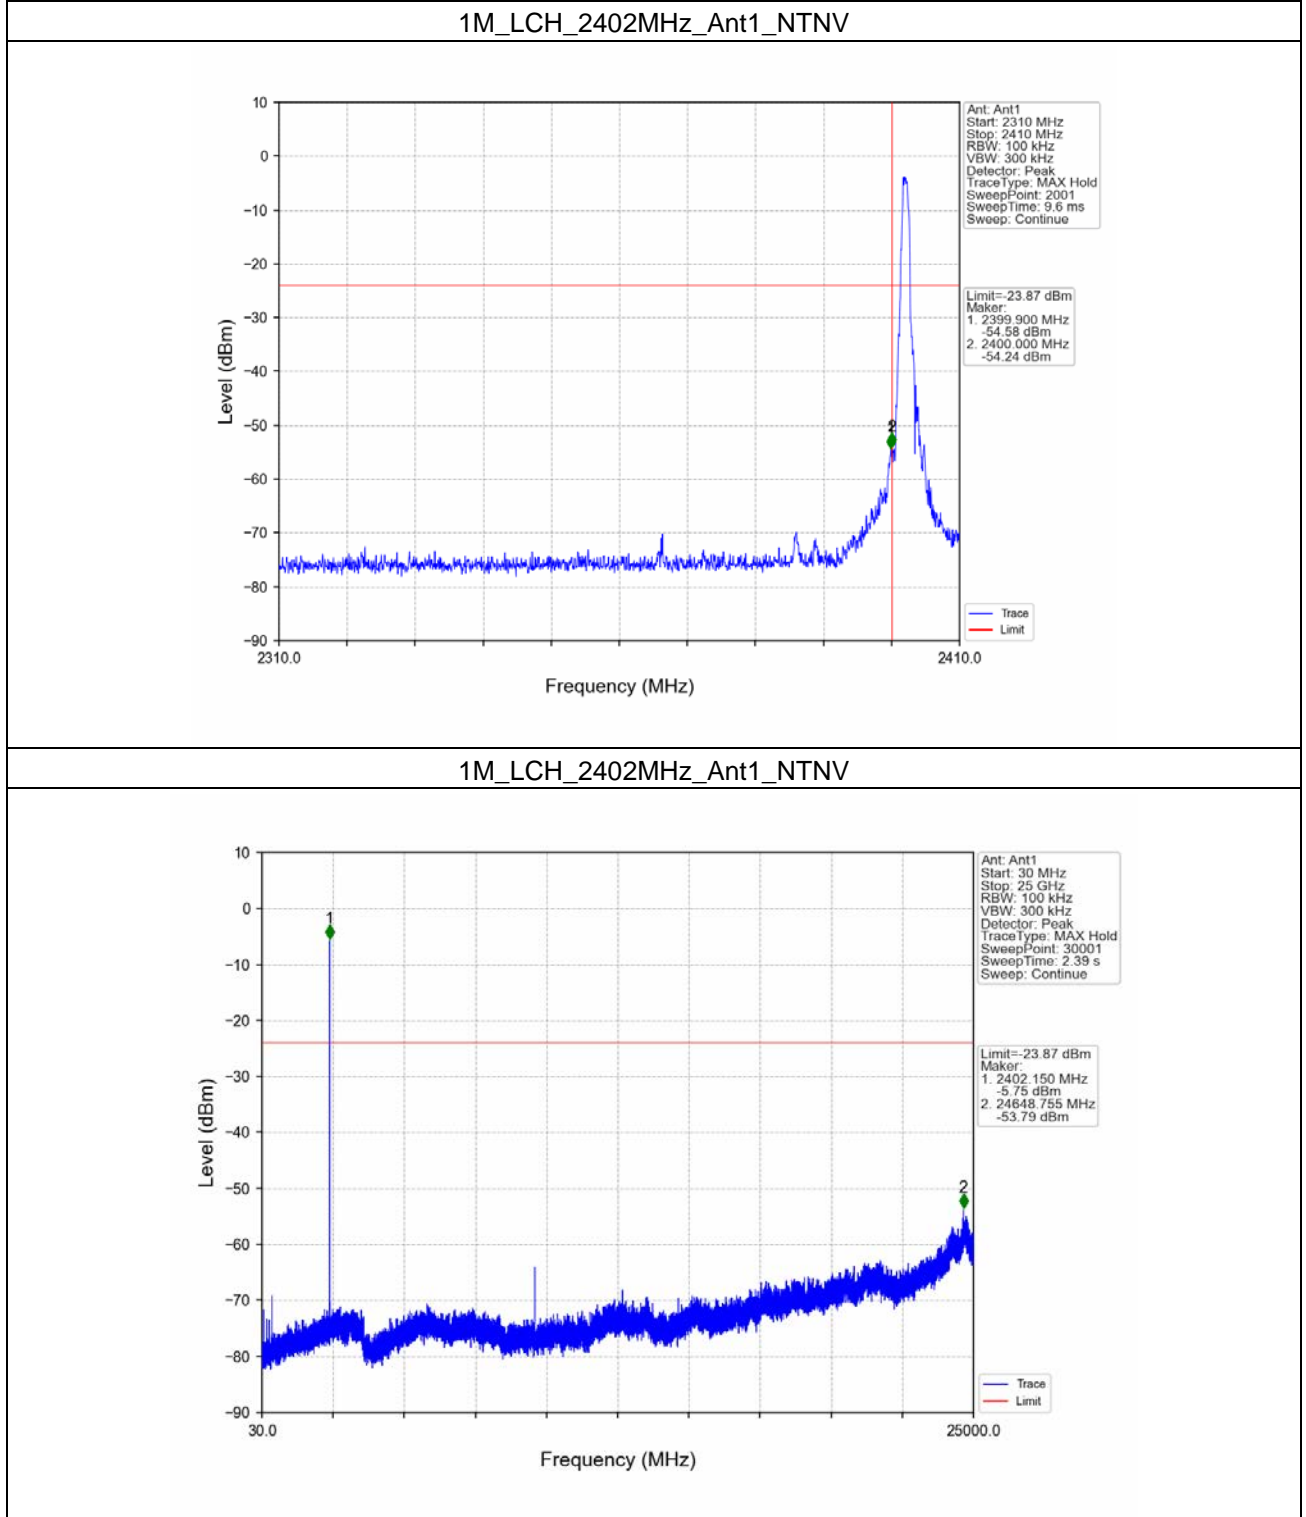 1M_LCH_2402MHz_Ant1_NTNV
10
0
−10
−20
−30
−40
−50
−60
−70
−80
−90
Level (dBm)
2310.0
2410.0
Frequency (MHz)
2
Ant: Ant1
Start: 2310 MHz
Stop: 2410 MHz
RBW: 100 kHz
VBW: 300 kHz
Detector: Peak
TraceType: MAX Hold
SweepPoint: 2001
SweepTime: 9.6 ms
Sweep: Continue
Limit=-23.87 dBm
Maker:
1. 2399.900 MHz
-54.58 dBm
2. 2400.000 MHz
-54.24 dBm
Trace
Limit
1M_LCH_2402MHz_Ant1_NTNV
10
0
−10
−20
−30
−40
−50
−60
−70
−80
−90
Level (dBm)
30.0
25000.0
Frequency (MHz)
1
2
Ant: Ant1
Start: 30 MHz
Stop: 25 GHz
RBW: 100 kHz
VBW: 300 kHz
Detector: Peak
TraceType: MAX Hold
SweepPoint: 30001
SweepTime: 2.39 s
Sweep: Continue
Limit=-23.87 dBm
Maker:
1. 2402.150 MHz
-5.75 dBm
2. 24648.755 MHz
-53.79 dBm
Trace
Limit